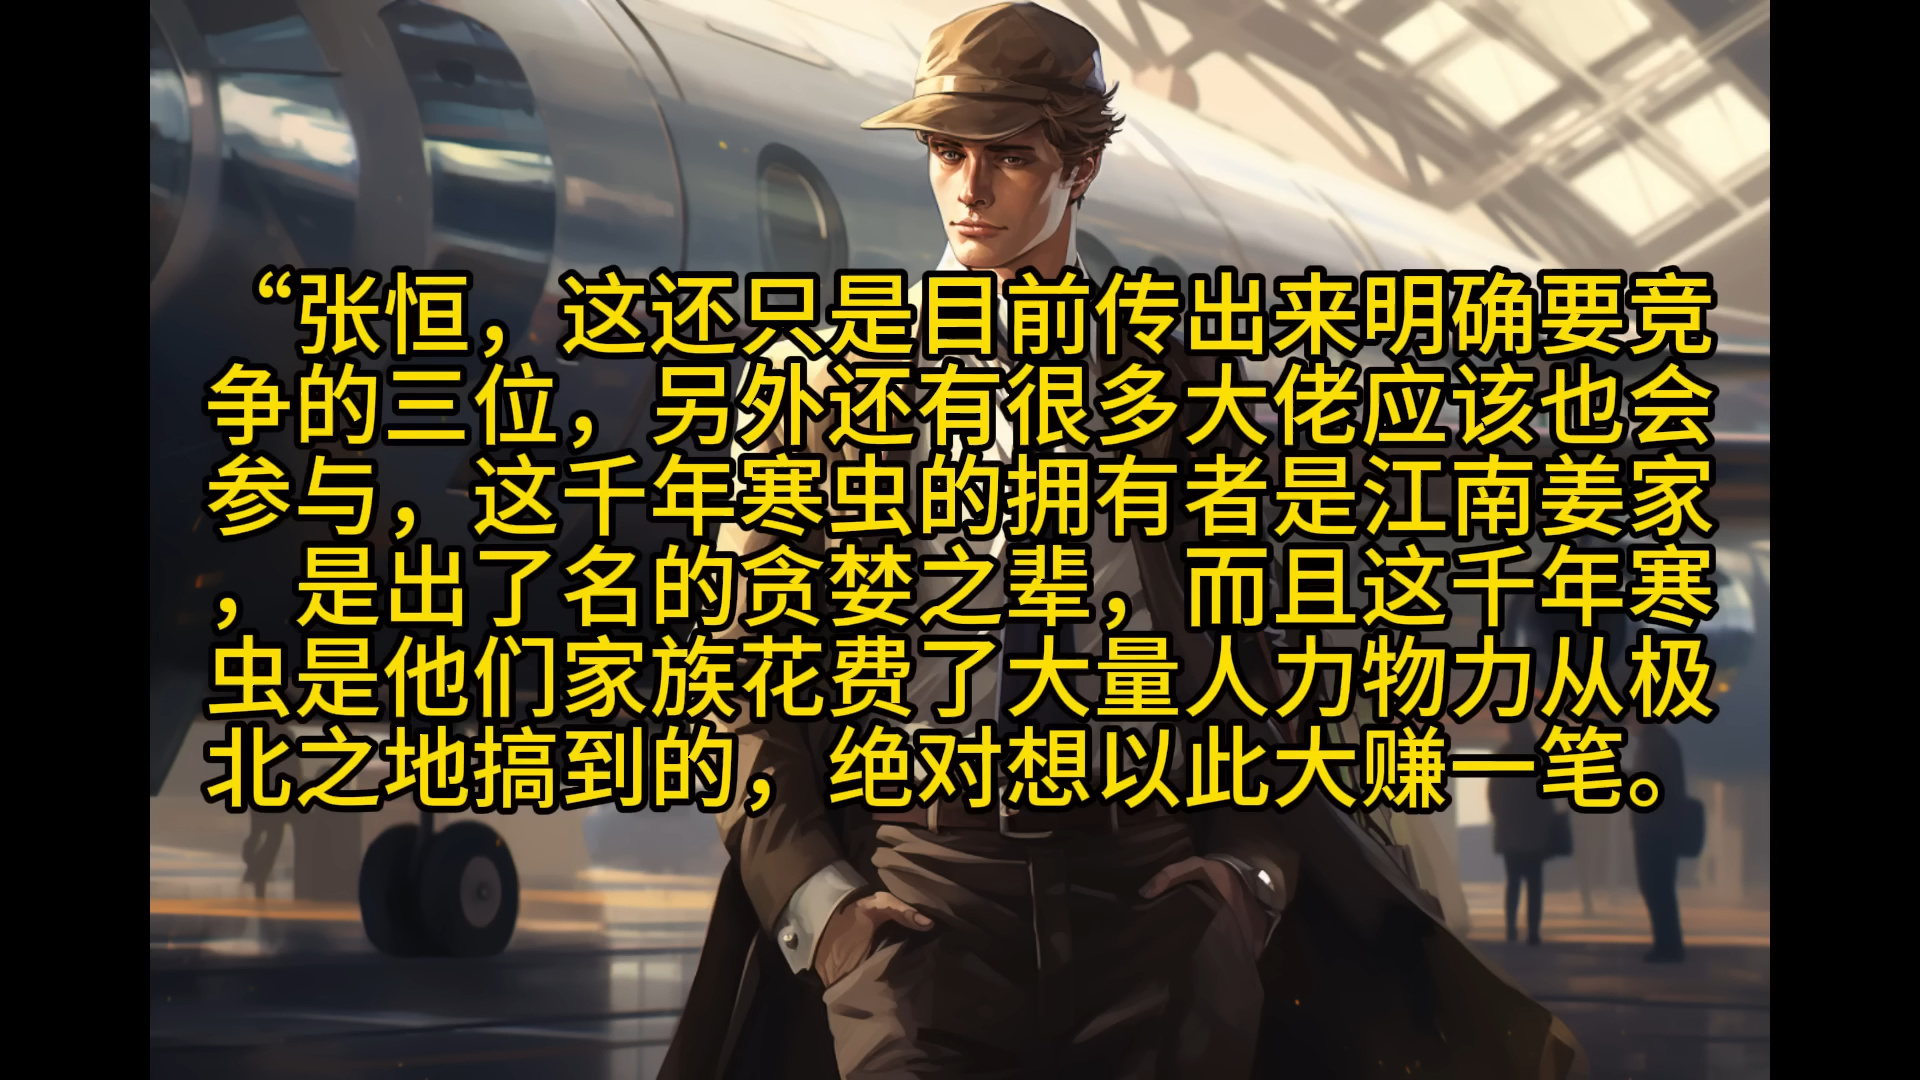 “张恒，这还只是目前传出来明确要竞
争的三位，另外还有很多大佬应该也会
参与，这千年寒虫的拥有者是江南姜家
，是出了名的贪婪之辈，而且这千年寒
虫是他们家族花费了大量人力物力从极
北之地搞到的，绝对想以此大赚一笔。